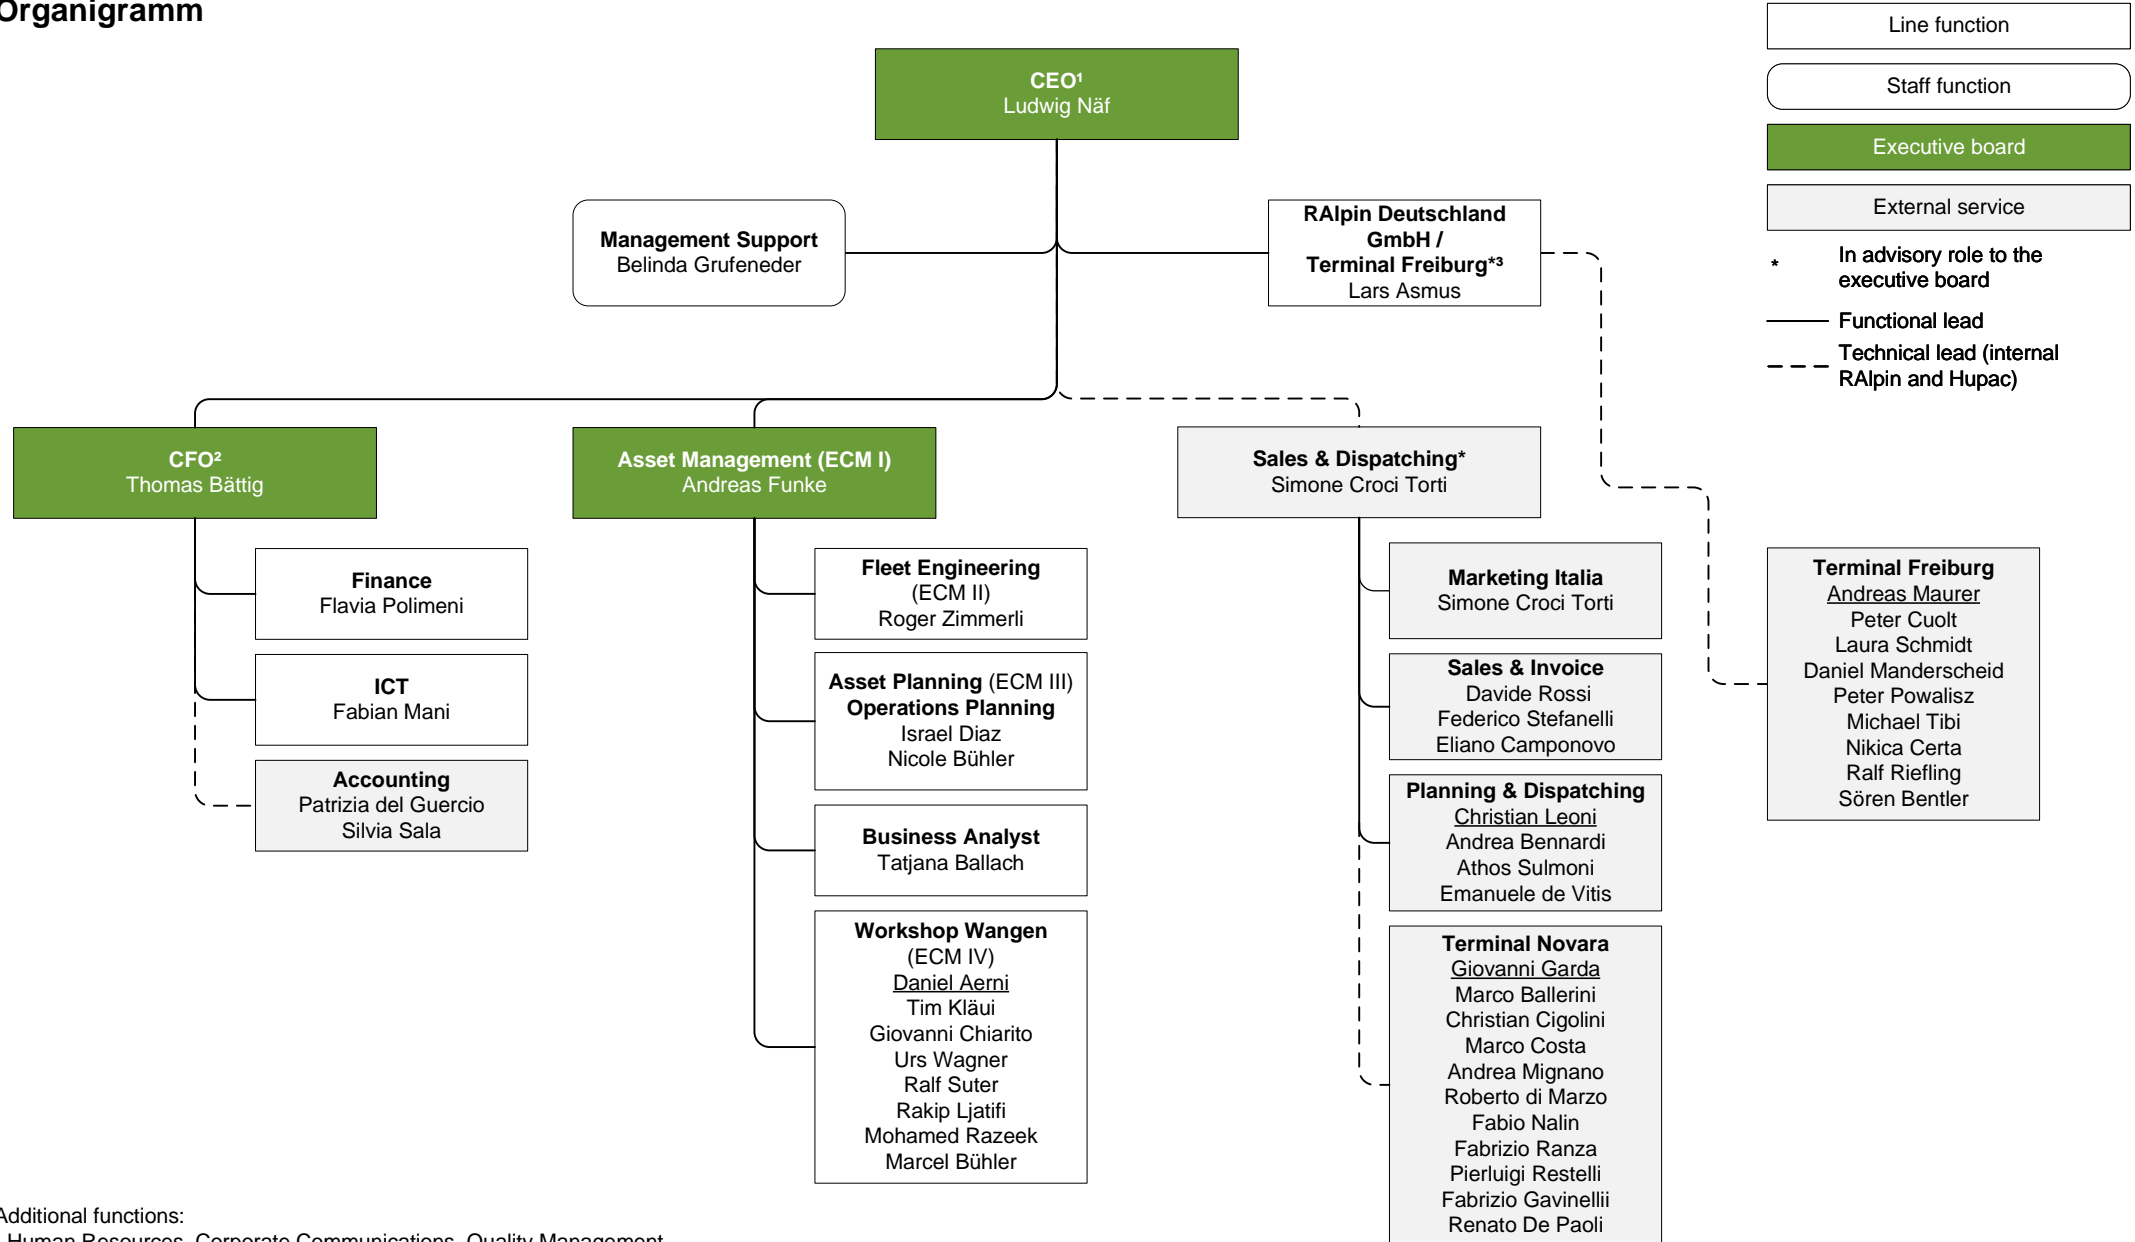 Organigramm
Line function
Staff function
Executive board
External service
* In advisory role to the
executive board
Functional lead
Technical lead (internal
RAlpin and Hupac)
CEO¹
Ludwig Näf
Management Support
Belinda Grufeneder
RAlpin Deutschland
GmbH /
Terminal Freiburg*³
Lars Asmus
CFO²
Thomas Bättig
Asset Management (ECM I)
Andreas Funke
Sales & Dispatching*
Simone Croci Torti
Finance
Flavia Polimeni
ICT
Fabian Mani
Accounting
Patrizia del Guercio
Silvia Sala
Fleet Engineering
(ECM II)
Roger Zimmerli
Asset Planning (ECM III)
Operations Planning
Israel Diaz
Nicole Bühler
Business Analyst
Tatjana Ballach
Workshop Wangen
(ECM IV)
Daniel Aerni
Tim Kläui
Giovanni Chiarito
Urs Wagner
Ralf Suter
Rakip Ljatifi
Mohamed Razeek
Marcel Bühler
Marketing Italia
Simone Croci Torti
Sales & Invoice
Davide Rossi
Federico Stefanelli
Eliano Camponovo
Planning & Dispatching
Christian Leoni
Andrea Bennardi
Athos Sulmoni
Emanuele de Vitis
Terminal Novara
Giovanni Garda
Marco Ballerini
Christian Cigolini
Marco Costa
Andrea Mignano
Roberto di Marzo
Fabio Nalin
Fabrizio Ranza
Pierluigi Restelli
Fabrizio Gavinellii
Renato De Paoli
Terminal Freiburg
Andreas Maurer
Peter Cuolt
Laura Schmidt
Daniel Manderscheid
Peter Powalisz
Michael Tibi
Nikica Certa
Ralf Riefling
Sören Bentler
Additional functions:
Human Resources, Corporate Communications, Quality Management